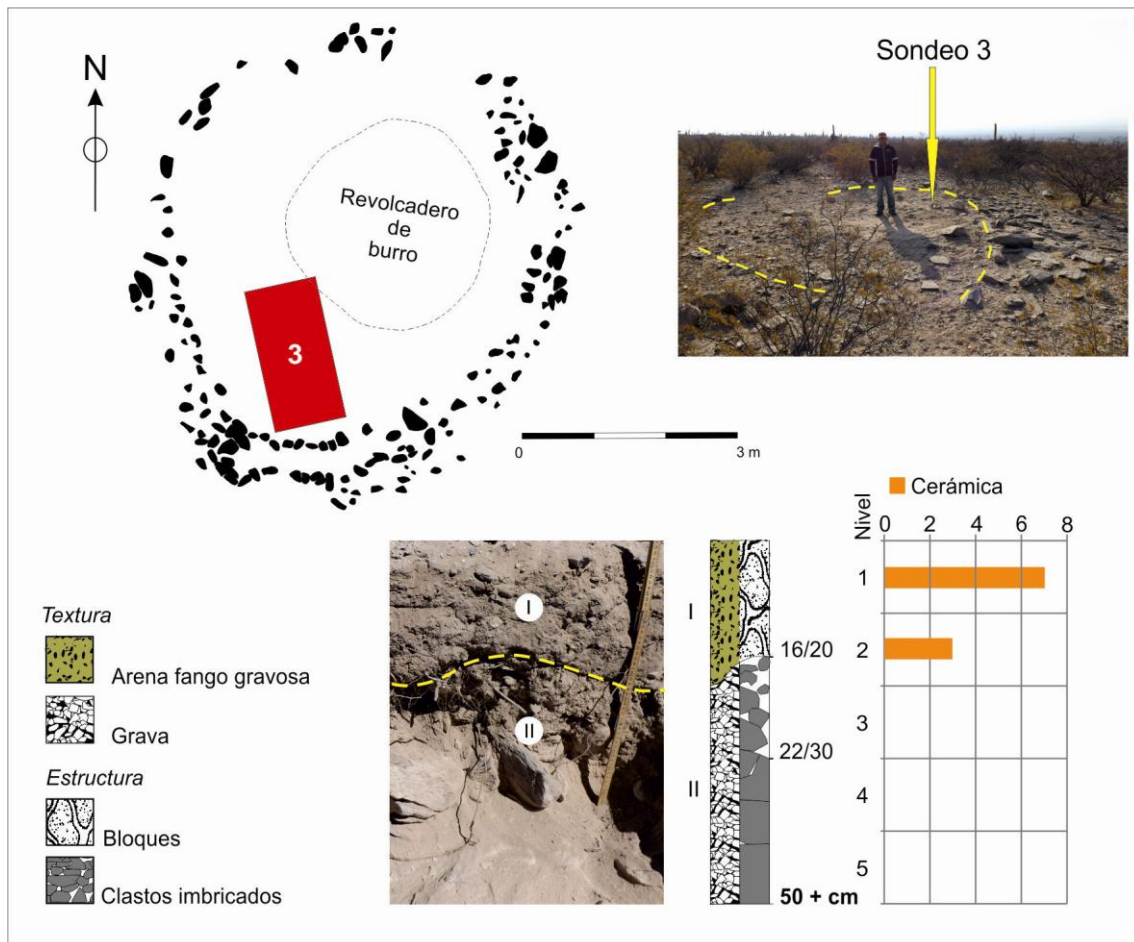 N
Revolcadero
de
burro
3
0 3 m
Sondeo 3
Textura
Arena fango gravosa
Grava
Estructura
Bloques
Clastos imbricados
I
II
I
II
16/20
22/30
50 + cm
Cerámica
Nivel
0 2 4 6 8
1
2
3
4
5